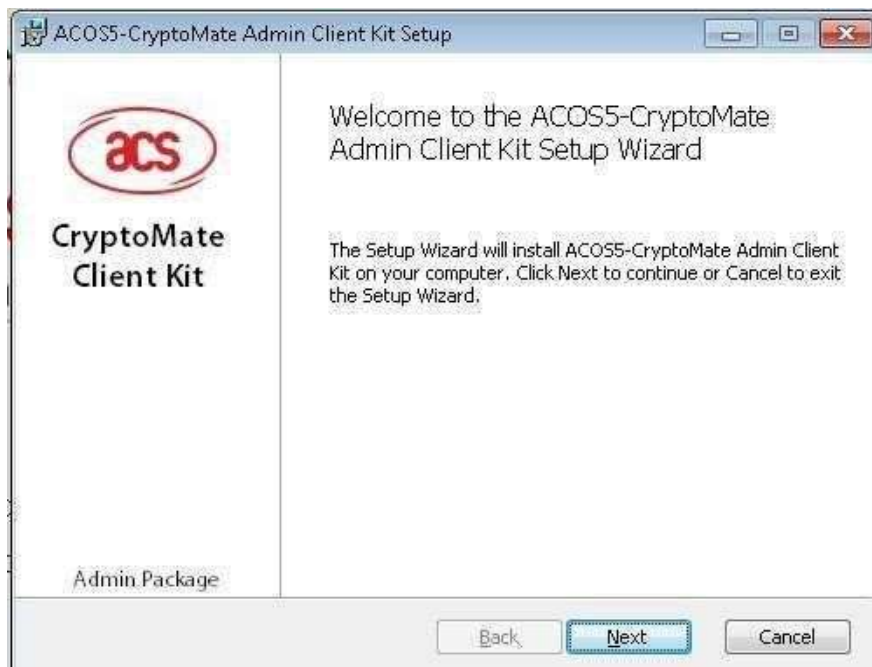 ACOS5-CryptoMate Admin Client Kit Setup
acs
CryptoMate
Client Kit
Admin Package
Welcome to the ACOS5-CryptoMate
Admin Client Kit Setup Wizard
The Setup Wizard will install ACOS5-CryptoMate Admin Client
Kit on your computer. Click Next to continue or Cancel to exit
the Setup Wizard.
Back
Next
Cancel